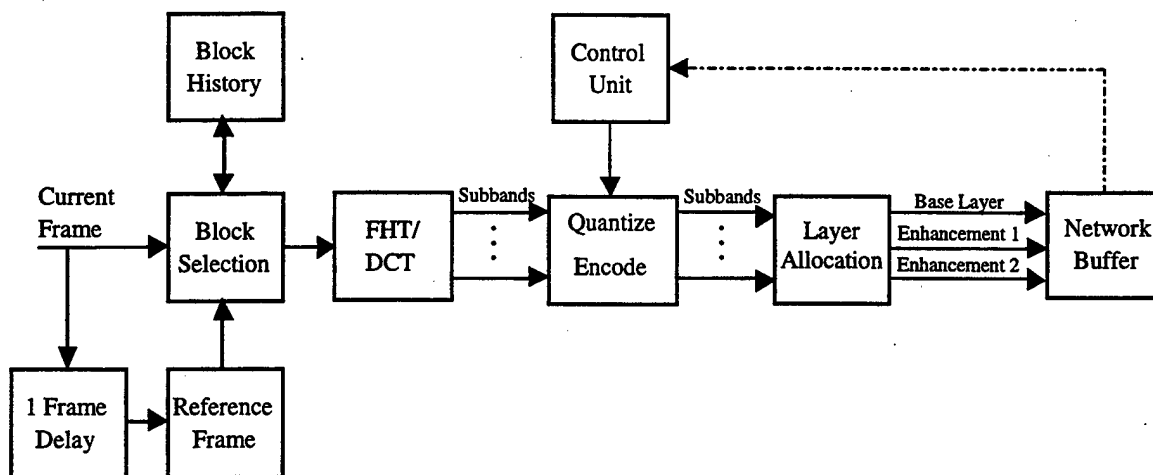 Block
History
Control
Unit
Current
Frame
Block
Selection
FHT/
DCT
Subbands
Quantize
Encode
Subbands
Layer
Allocation
Base Layer
Enhancement 1
Enhancement 2
Network
Buffer
1 Frame
Delay
Reference
Frame